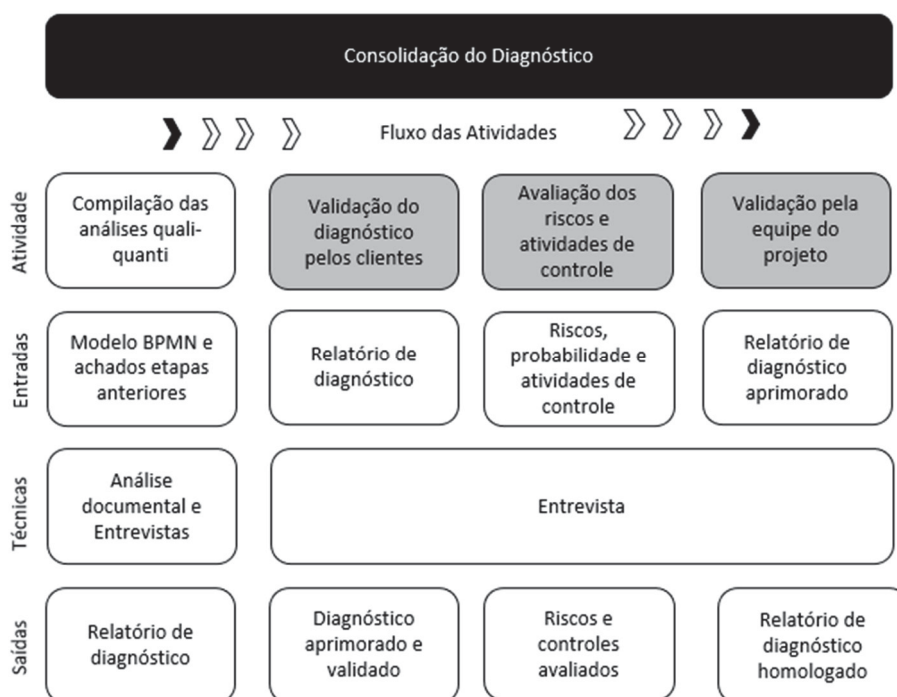 Consolidação do Diagnóstico
Fluxo das Atividades
Atividade
Compilação das
análises quali-
quanti
Validação do
diagnóstico
pelos clientes
Avaliação dos
riscos e
atividades de
controle
Validação pela
equipe do
projeto
Entradas
Modelo BPMN e
achados etapas
anteriores
Relatório de
diagnóstico
Riscos,
probabilidade e
atividades de
controle
Relatório de
diagnóstico
aprimorado
Técnicas
Análise
documental e
Entrevistas
Entrevista
Saídas
Relatório de
diagnóstico
Diagnóstico
aprimorado e
validado
Riscos e
controles
avaliados
Relatório de
diagnóstico
homologado